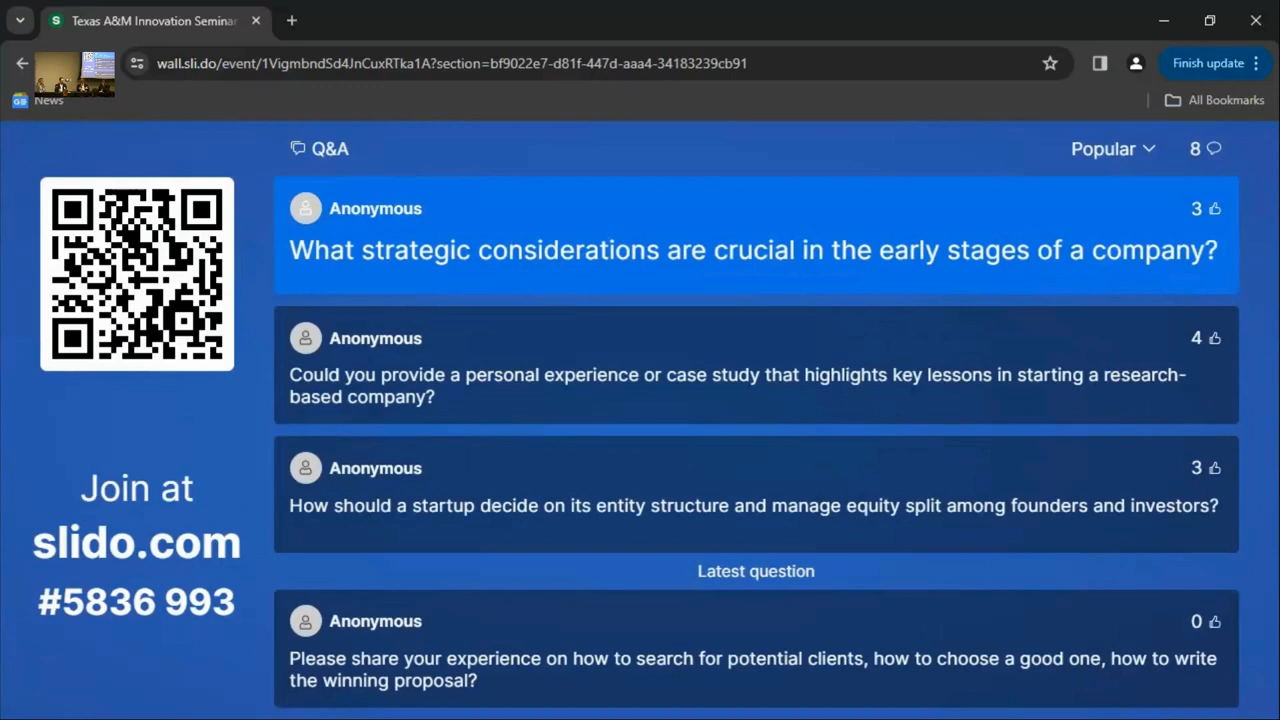 Texas A&M Innovation Seminar
wall.sli.do/event/1VigmbndSd4JnCuxRTka1A?section=bf9022e7-d81f-447d-aaa4-34183239cb91
Finish update
News
All Bookmarks
Q&A
Popular
8
Anonymous
3
What strategic considerations are crucial in the early stages of a company?
Anonymous
4
Could you provide a personal experience or case study that highlights key lessons in starting a research-
based company?
Anonymous
3
How should a startup decide on its entity structure and manage equity split among founders and investors?
Latest question
Anonymous
0
Please share your experience on how to search for potential clients, how to choose a good one, how to write
the winning proposal?
Join at
slido.com
#5836 993